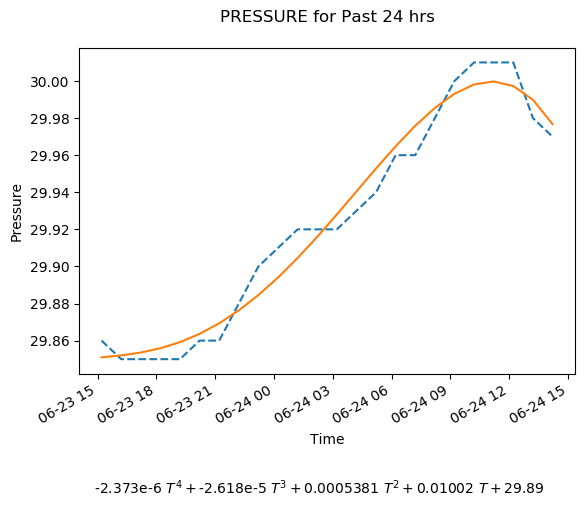 PRESSURE for Past 24 hrs
30.00
29.98
29.96
29.94
29.92
29.90
29.88
29.86
Pressure
06-23 15 06-23 18 06-23 21 06-24 00 06-24 03 06-24 06 06-24 09 06-24 12 06-24 15
Time
-2.373e-6 T⁴ + -2.618e-5 T³ + 0.0005381 T² + 0.01002 T + 29.89